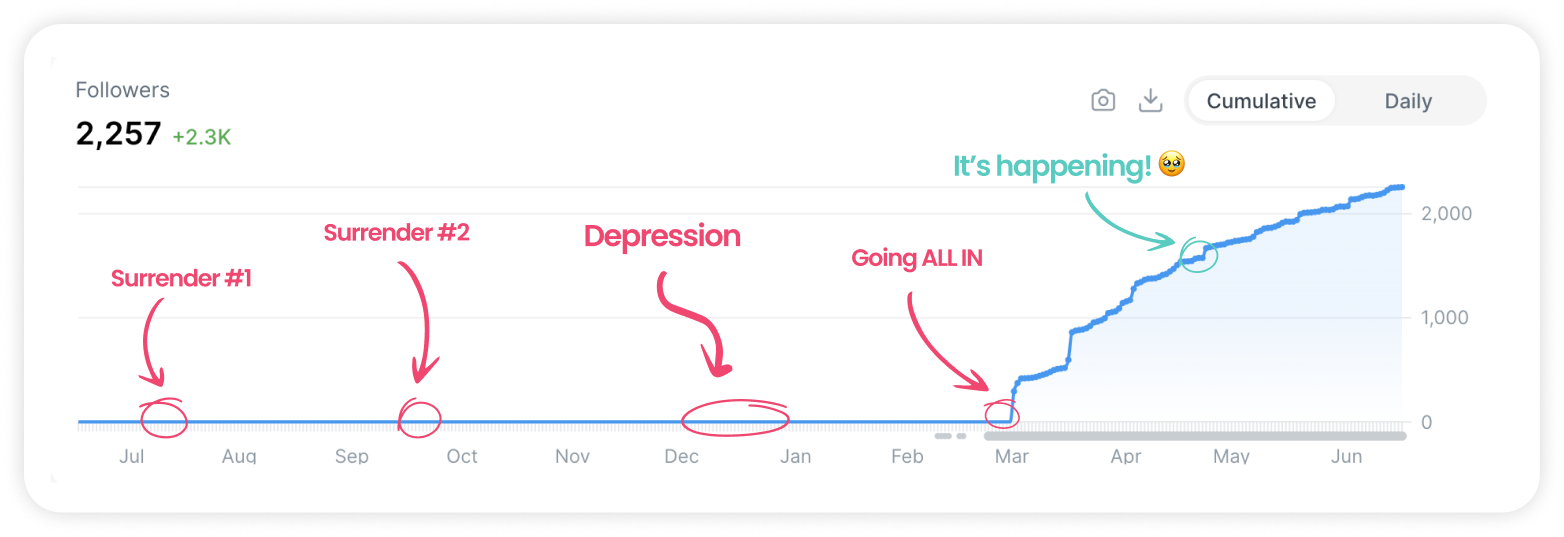 Followers
2,257 +2.3K
Cumulative Daily
It's happening! 🥹
Surrender #1
Surrender #2
Depression
Going ALL IN
2,000
1,000
0
Jul Aug Sep Oct Nov Dec Jan Feb Mar Apr May Jun